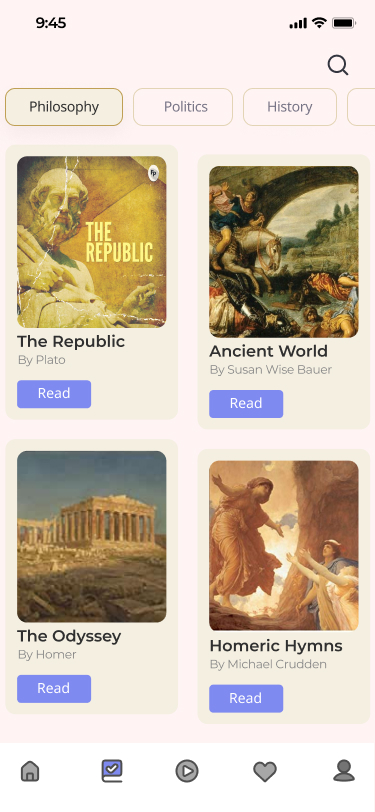 9:45
Philosophy
Politics
History
THE
REPUBLIC
fp
The Republic
By Plato
Read
Ancient World
By Susan Wise Bauer
Read
The Odyssey
By Homer
Read
Homeric Hymns
By Michael Crudden
Read